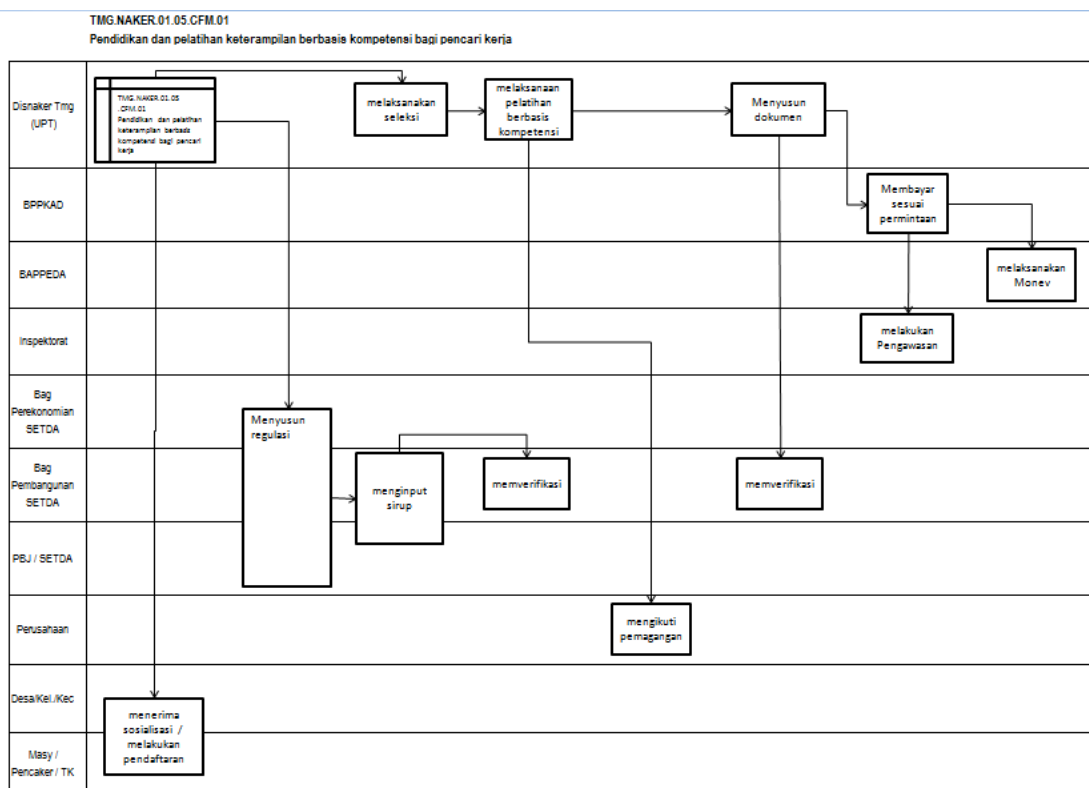 TMG.NAKER.01.05.CFM.01
Pendidikan dan pelatihan keterampilan berbasis kompetensi bagi pencari kerja
Disnaker Tmg
(UPT)
TMG.NAKER.01.05
.CFM.01
Pendidikan dan pelatihan
keterampilan berbasis
kompetensi bagi pencari
kerja
melaksanakan
seleksi
melaksanaan
pelatihan
berbasis
kompetensi
Menyusun
dokumen
BPPKAD
Membayar
sesuai
permintaan
BAPPEDA
melaksanakan
Monev
Inspektorat
melakukan
Pengawasan
Bag
Perekonomian
SETDA
Menyusun
regulasi
Bag
Pembangunan
SETDA
menginput
sirup
memverifikasi
memverifikasi
PBJ / SETDA
Perusahaan
mengikuti
pemagangan
Desa/Kel./Kec
menerima
sosialisasi /
melakukan
pendaftaran
Masy /
Pencaker / TK